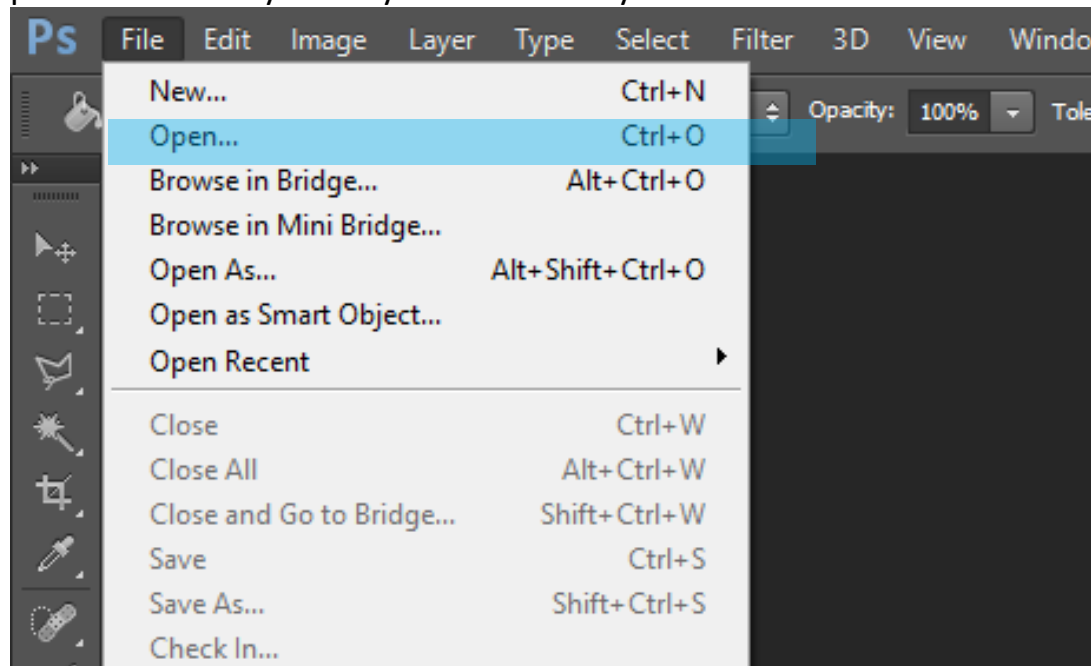 Ps File Edit Image Layer Type Select Filter 3D View Windo
Opacity: 100% Tole
New... Ctrl+N
Open... Ctrl+O
Browse in Bridge... Alt+Ctrl+O
Browse in Mini Bridge...
Open As... Alt+Shift+Ctrl+O
Open as Smart Object...
Open Recent
Close Ctrl+W
Close All Alt+Ctrl+W
Close and Go to Bridge... Shift+Ctrl+W
Save Ctrl+S
Save As... Shift+Ctrl+S
Check In...